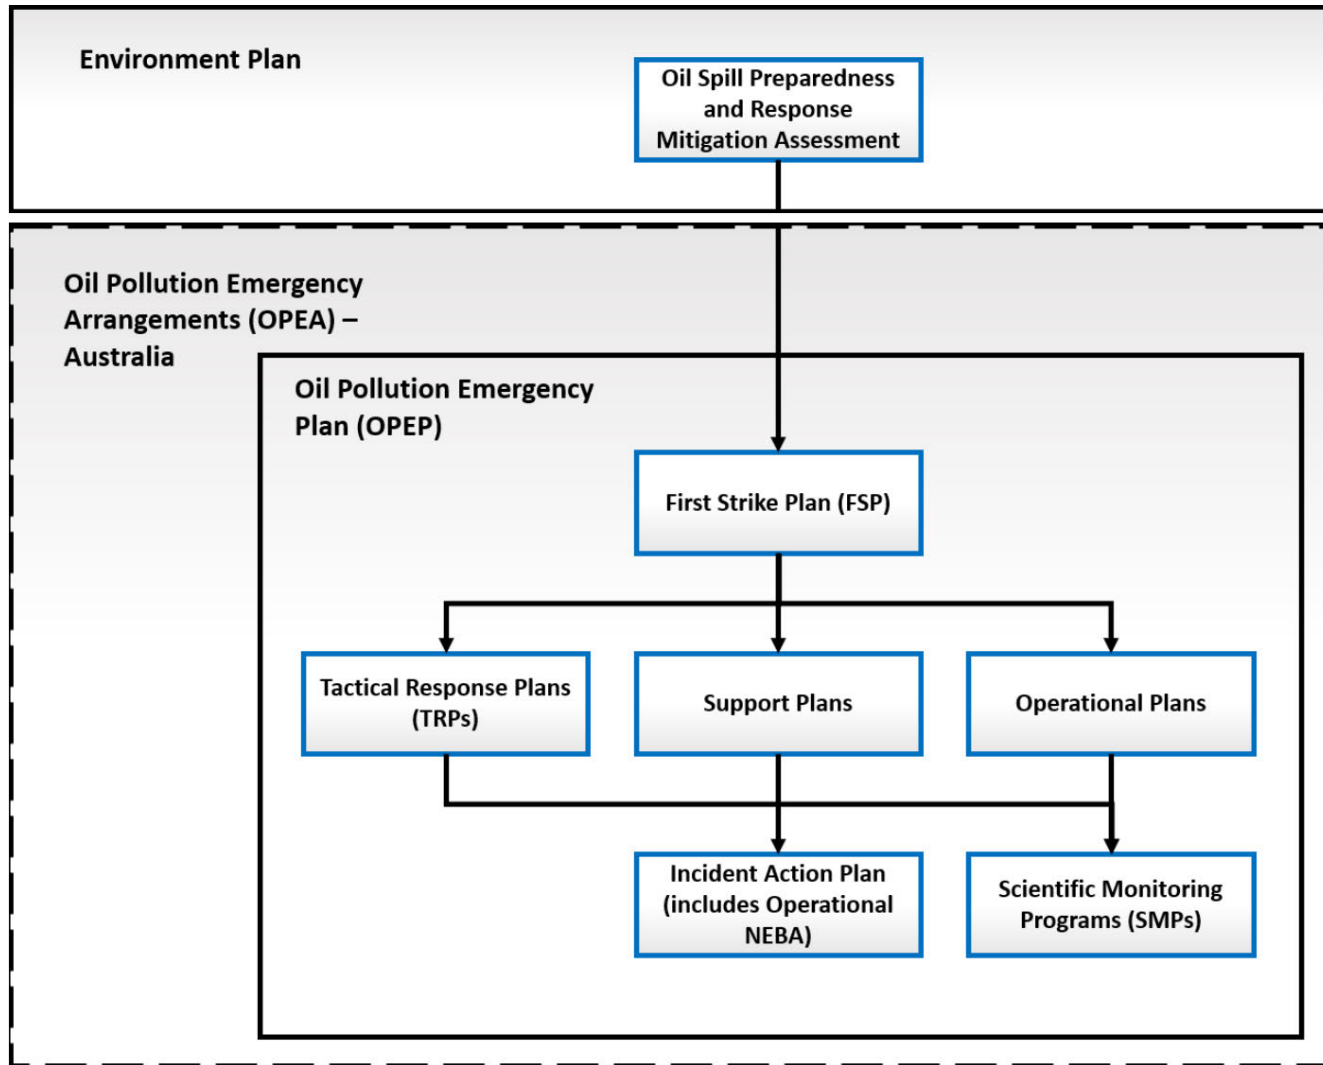 Environment Plan
Oil Spill Preparedness
and Response
Mitigation Assessment
Oil Pollution Emergency
Arrangements (OPEA) –
Australia
Oil Pollution Emergency
Plan (OPEP)
First Strike Plan (FSP)
Tactical Response Plans
(TRPs)
Support Plans
Operational Plans
Incident Action Plan
(includes Operational
NEBA)
Scientific Monitoring
Programs (SMPs)